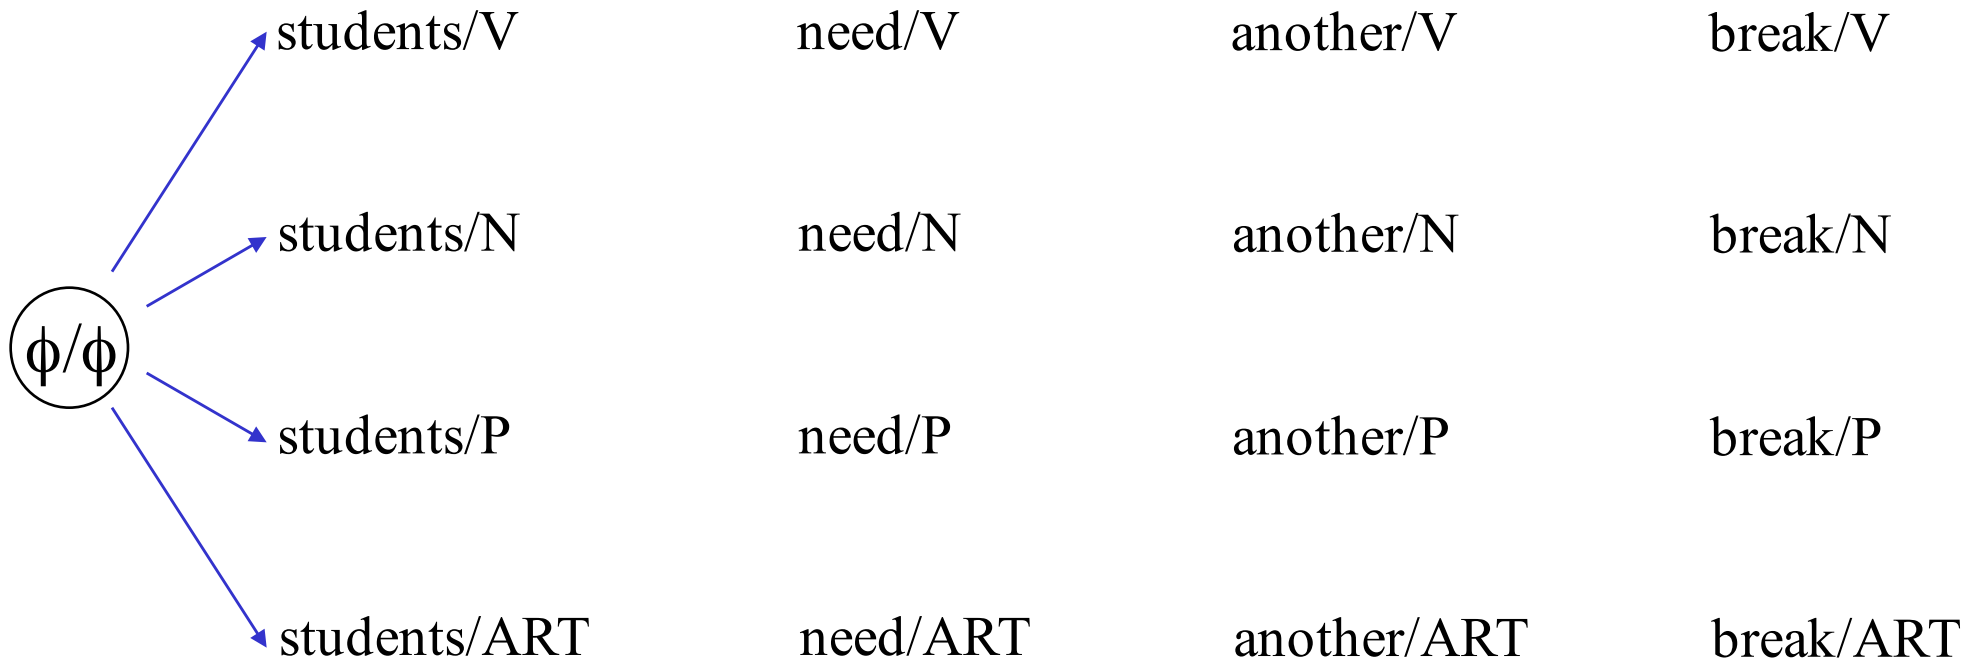 students/V need/V another/V break/V
students/N need/N another/N break/N
ϕ/ϕ
students/P need/P another/P break/P
students/ART need/ART another/ART break/ART